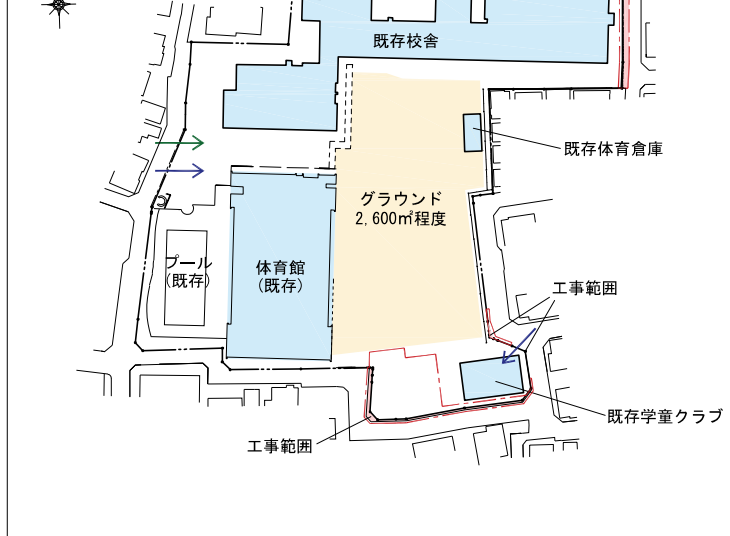 既存校舎
既存体育倉庫
グラウンド
2,600㎡程度
プール
(既存)
体育館
(既存)
工事範囲
既存学童クラブ
工事範囲